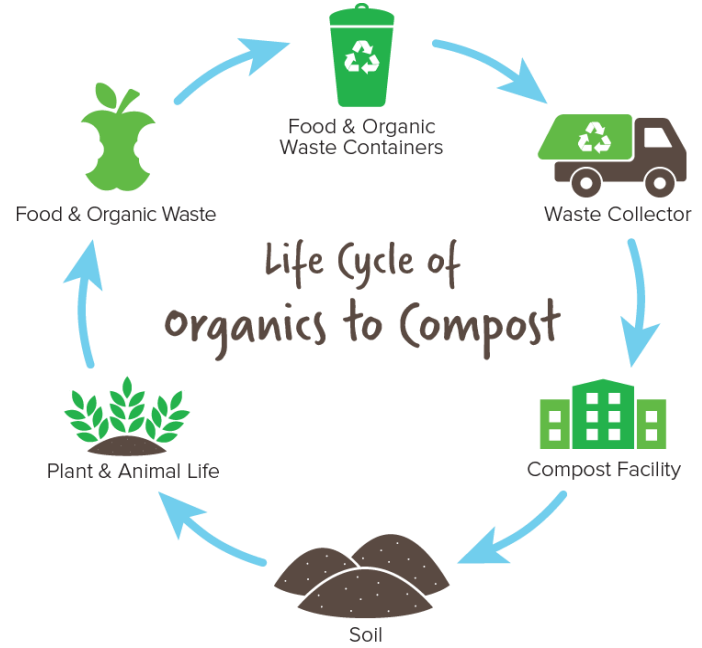 Food & Organic
Waste Containers
Food & Organic Waste
Waste Collector
Life Cycle of
Organics to Compost
Plant & Animal Life
Compost Facility
Soil